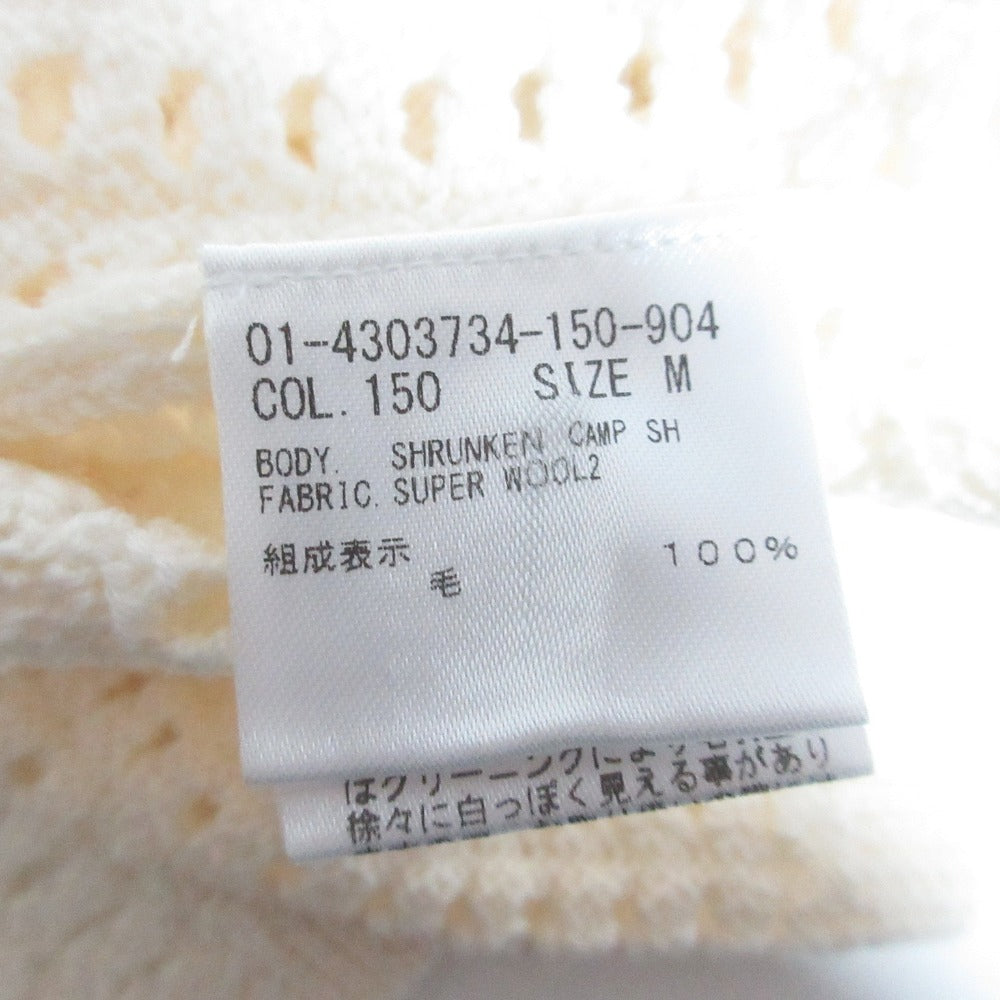 01-4303734-150-904
COL.150 SIZE M
BODY. SHRUNKEN CAMP SH
FABRIC. SUPER WOOL2
組成表示
毛 100%
はクリーニングにより
徐々に白っぽく見える事があり